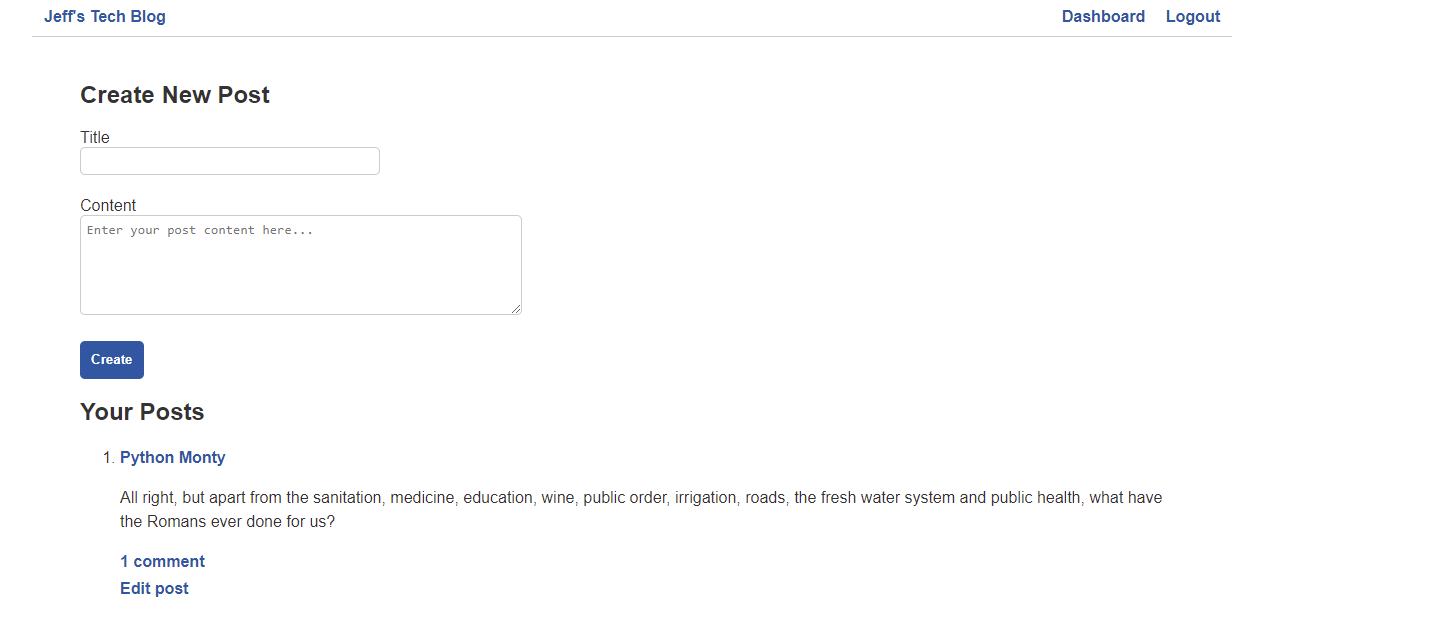 Jeff's Tech Blog
Dashboard Logout
Create New Post
Title
Content
Enter your post content here...
Create
Your Posts
1. Python Monty
All right, but apart from the sanitation, medicine, education, wine, public order, irrigation, roads, the fresh water system and public health, what have
the Romans ever done for us?
1 comment
Edit post